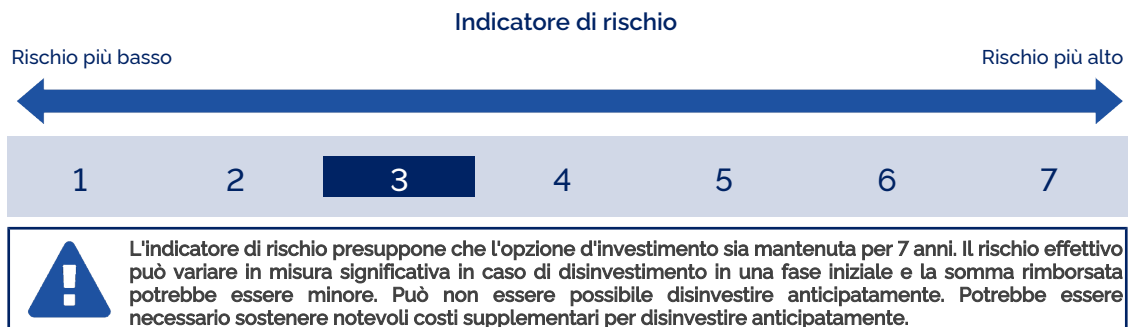 Indicatore di rischio
Rischio più basso Rischio più alto
1 2 3 4 5 6 7
L'indicatore di rischio presuppone che l'opzione d'investimento sia mantenuta per 7 anni. Il rischio effettivo
può variare in misura significativa in caso di disinvestimento in una fase iniziale e la somma rimborsata
potrebbe essere minore. Può non essere possibile disinvestire anticipatamente. Potrebbe essere
necessario sostenere notevoli costi supplementari per disinvestire anticipatamente.